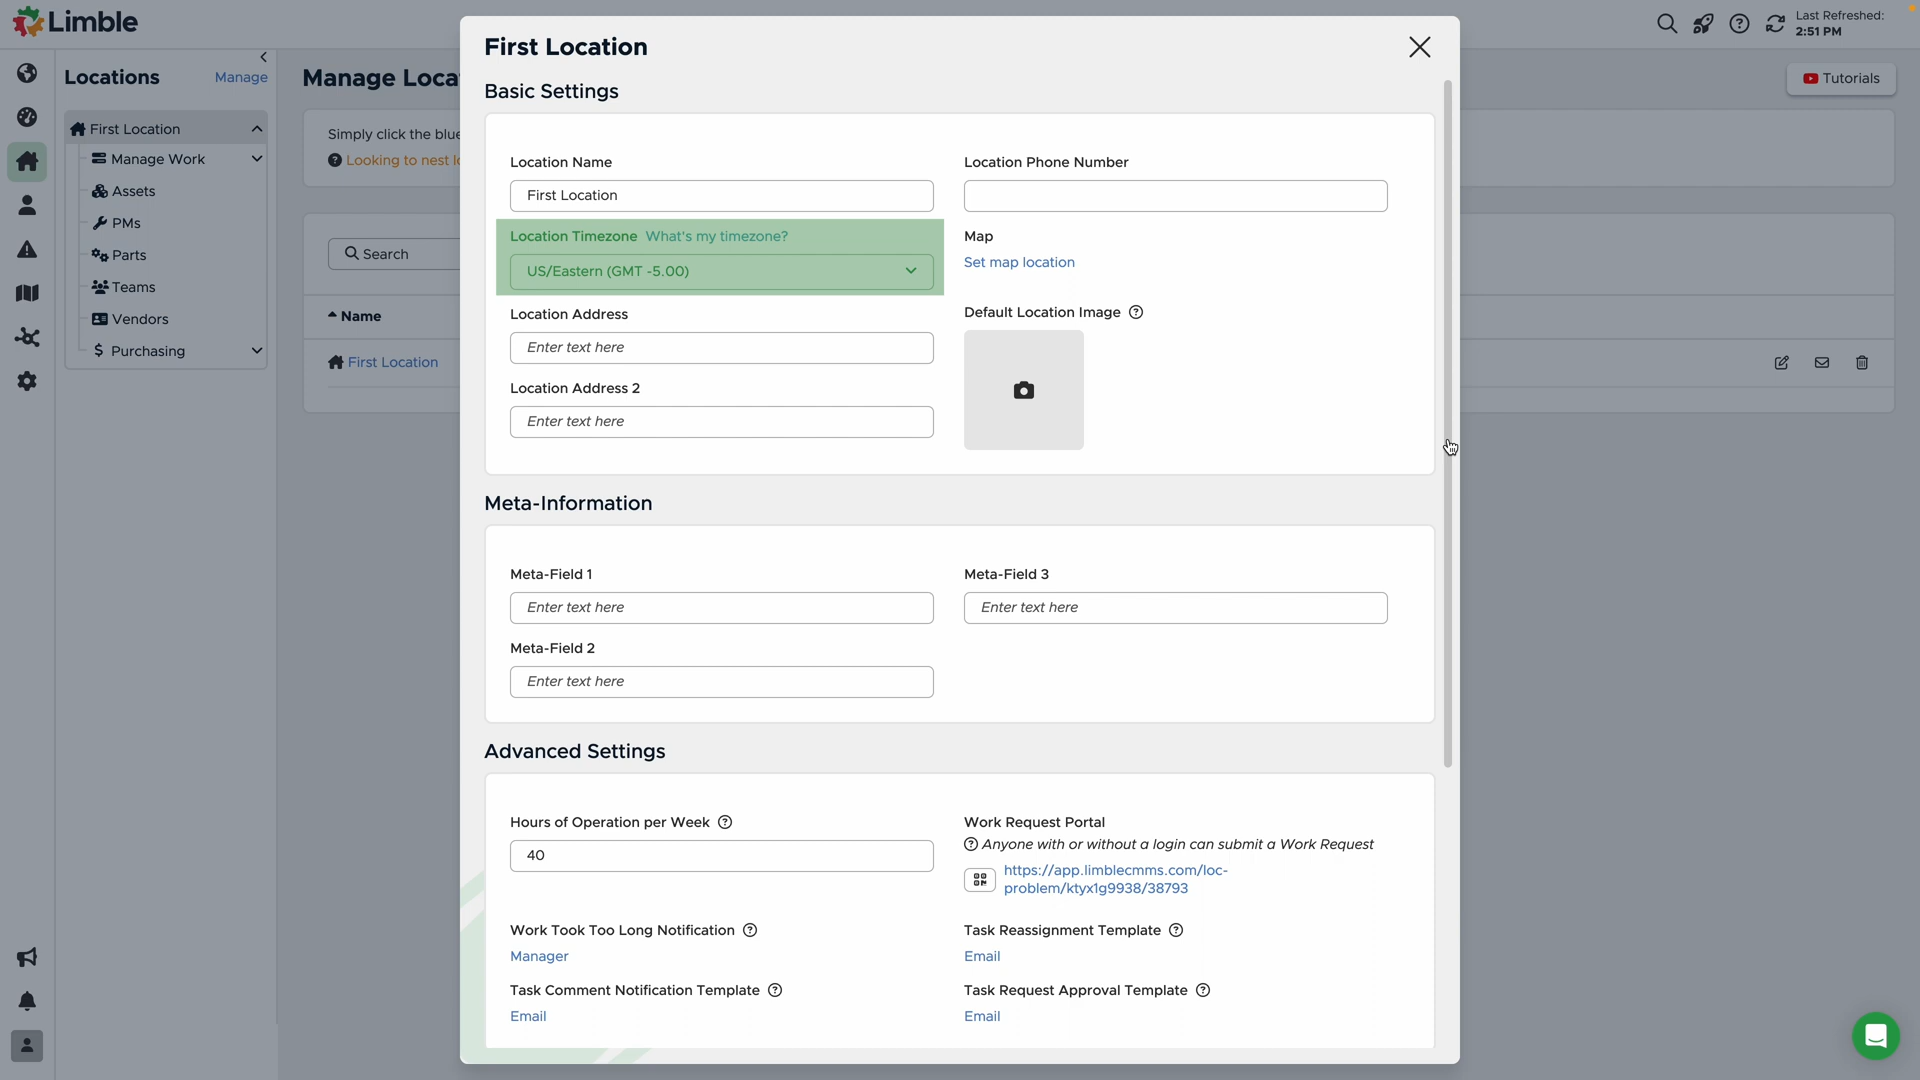 Limble
Last Refreshed:
2:51 PM
Locations
Manage
First Location
Manage Work
Assets
PMs
Parts
Teams
Vendors
$ Purchasing
Manage Loca
Tutorials
Simply click the blue
Looking to nest lo
Search
Name
First Location
First Location
Basic Settings
Location Name
First Location
Location Phone Number
Location Timezone What's my timezone?
US/Eastern (GMT -5.00)
Map
Set map location
Location Address
Enter text here
Default Location Image
Location Address 2
Enter text here
Meta-Information
Meta-Field 1
Enter text here
Meta-Field 3
Enter text here
Meta-Field 2
Enter text here
Advanced Settings
Hours of Operation per Week
40
Work Request Portal
Anyone with or without a login can submit a Work Request
https://app.limblecmms.com/loc-
problem/ktyx1g9938/38793
Work Took Too Long Notification
Manager
Task Reassignment Template
Email
Task Comment Notification Template
Email
Task Request Approval Template
Email